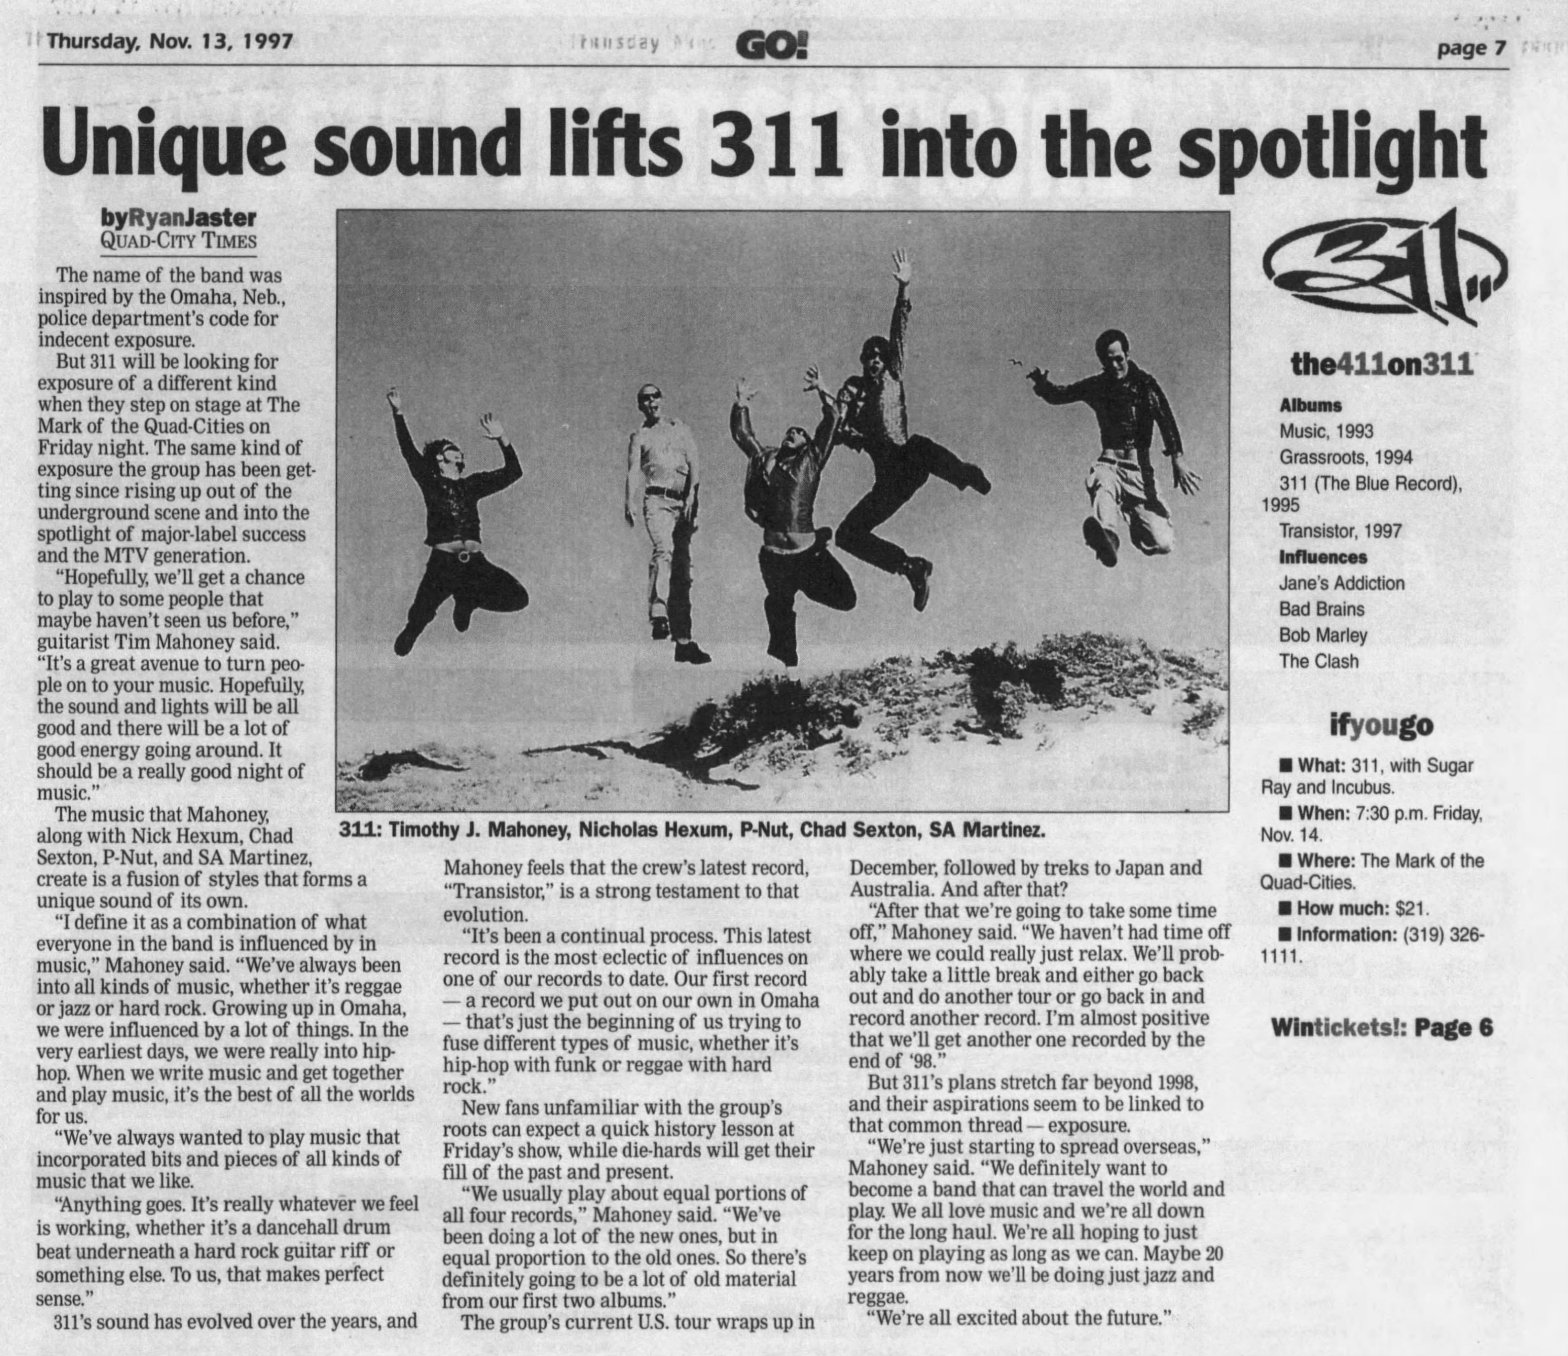 Thursday, Nov. 13, 1997
GO!
page 7
Unique sound lifts 311 into the spotlight
byRyanJaster
QUAD-CITY TIMES
The name of the band was
inspired by the Omaha, Neb.,
police department's code for
indecent exposure.
But 311 will be looking for
exposure of a different kind
when they step on stage at The
Mark of the Quad-Cities on
Friday night. The same kind of
exposure the group has been get-
ting since rising up out of the
underground scene and into the
spotlight of major-label success
and the MTV generation.
“Hopefully, we'll get a chance
to play to some people that
maybe haven't seen us before,”
guitarist Tim Mahoney said.
“It's a great avenue to turn peo-
ple on to your music. Hopefully,
the sound and lights will be all
good and there will be a lot of
good energy going around. It
should be a really good night of
music.”
The music that Mahoney,
along with Nick Hexum, Chad
Sexton, P-Nut, and SA Martinez,
create is a fusion of styles that forms a
unique sound of its own.
“I define it as a combination of what
everyone in the band is influenced by in
music,” Mahoney said. “We've always been
into all kinds of music, whether it's reggae
or jazz or hard rock. Growing up in Omaha,
we were influenced by a lot of things. In the
very earliest days, we were really into hip-
hop. When we write music and get together
and play music, it's the best of all the worlds
for us.
“We've always wanted to play music that
incorporated bits and pieces of all kinds of
music that we like.
“Anything goes. It's really whatever we feel
is working, whether it's a dancehall drum
beat underneath a hard rock guitar riff or
something else. To us, that makes perfect
sense.”
311's sound has evolved over the years, and
311: Timothy J. Mahoney, Nicholas Hexum, P-Nut, Chad Sexton, SA Martinez.
Mahoney feels that the crew's latest record,
“Transistor,” is a strong testament to that
evolution.
“It's been a continual process. This latest
record is the most eclectic of influences on
one of our records to date. Our first record
— a record we put out on our own in Omaha
— that's just the beginning of us trying to
fuse different types of music, whether it's
hip-hop with funk or reggae with hard
rock.”
New fans unfamiliar with the group's
roots can expect a quick history lesson at
Friday's show, while die-hards will get their
fill of the past and present.
“We usually play about equal portions of
all four records,” Mahoney said. “We've
been doing a lot of the new ones, but in
equal proportion to the old ones. So there's
definitely going to be a lot of old material
from our first two albums.”
The group's current U.S. tour wraps up in
December, followed by treks to Japan and
Australia. And after that?
“After that we're going to take some time
off,” Mahoney said. “We haven't had time off
where we could really just relax. We'll prob-
ably take a little break and either go back
out and do another tour or go back in and
record another record. I'm almost positive
that we'll get another one recorded by the
end of ‘98.”
But 311's plans stretch far beyond 1998,
and their aspirations seem to be linked to
that common thread — exposure.
“We're just starting to spread overseas,”
Mahoney said. “We definitely want to
become a band that can travel the world and
play. We all love music and we're all down
for the long haul. We're all hoping to just
keep on playing as long as we can. Maybe 20
years from now we'll be doing just jazz and
reggae.
“We're all excited about the future.”
311
the411on311
Albums
Music, 1993
Grassroots, 1994
311 (The Blue Record),
1995
Transistor, 1997
Influences
Jane's Addiction
Bad Brains
Bob Marley
The Clash
ifyougo
■ What: 311, with Sugar
Ray and Incubus.
■ When: 7:30 p.m. Friday,
Nov. 14.
■ Where: The Mark of the
Quad-Cities.
■ How much: $21.
■ Information: (319) 326-
1111.
Wintickets!: Page 6